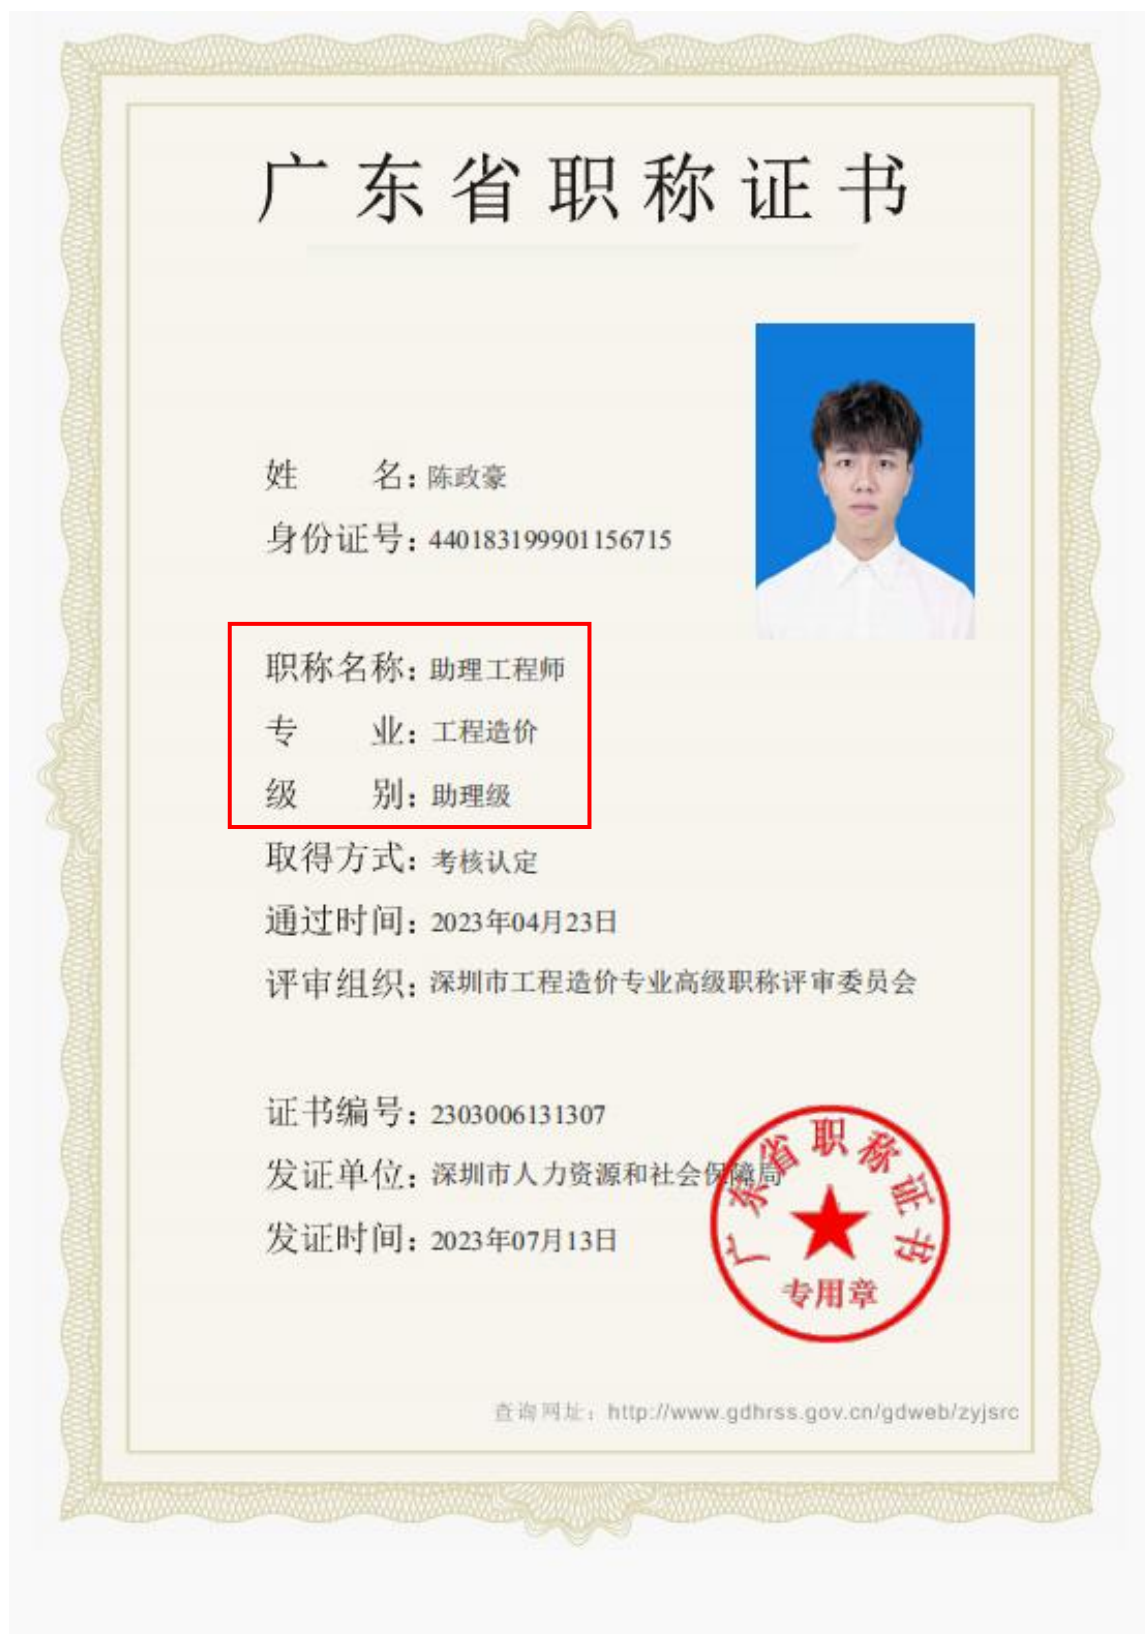 广东省职称证书
姓 名：陈政豪
身份证号：440183199901156715
职称名称：助理工程师
专 业：工程造价
级 别：助理级
取得方式：考核认定
通过时间：2023年04月23日
评审组织：深圳市工程造价专业高级职称评审委员会
证书编号：2303006131307
发证单位：深圳市人力资源和社会保障局
发证时间：2023年07月13日
广东省职称证书
专用章
查询网址：http://www.gdhrss.gov.cn/gdweb/zyjsrc